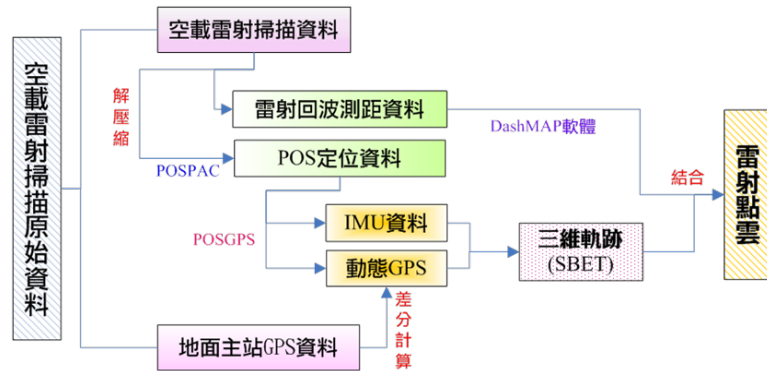 空載雷射掃描原始資料
空載雷射掃描資料
解壓縮
雷射回波測距資料
DashMAP軟體
POS定位資料
POSPAC
POSGPS
IMU資料
動態GPS
三維軌跡
(SBET)
結合
雷射點雲
差分計算
地面主站GPS資料